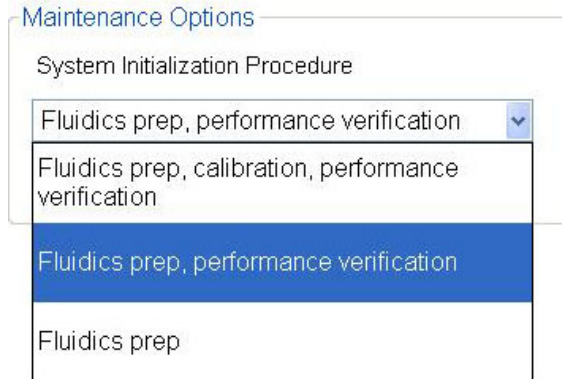 Maintenance Options
System Initialization Procedure
Fluidics prep, performance verification
Fluidics prep, calibration, performance
verification
Fluidics prep, performance verification
Fluidics prep